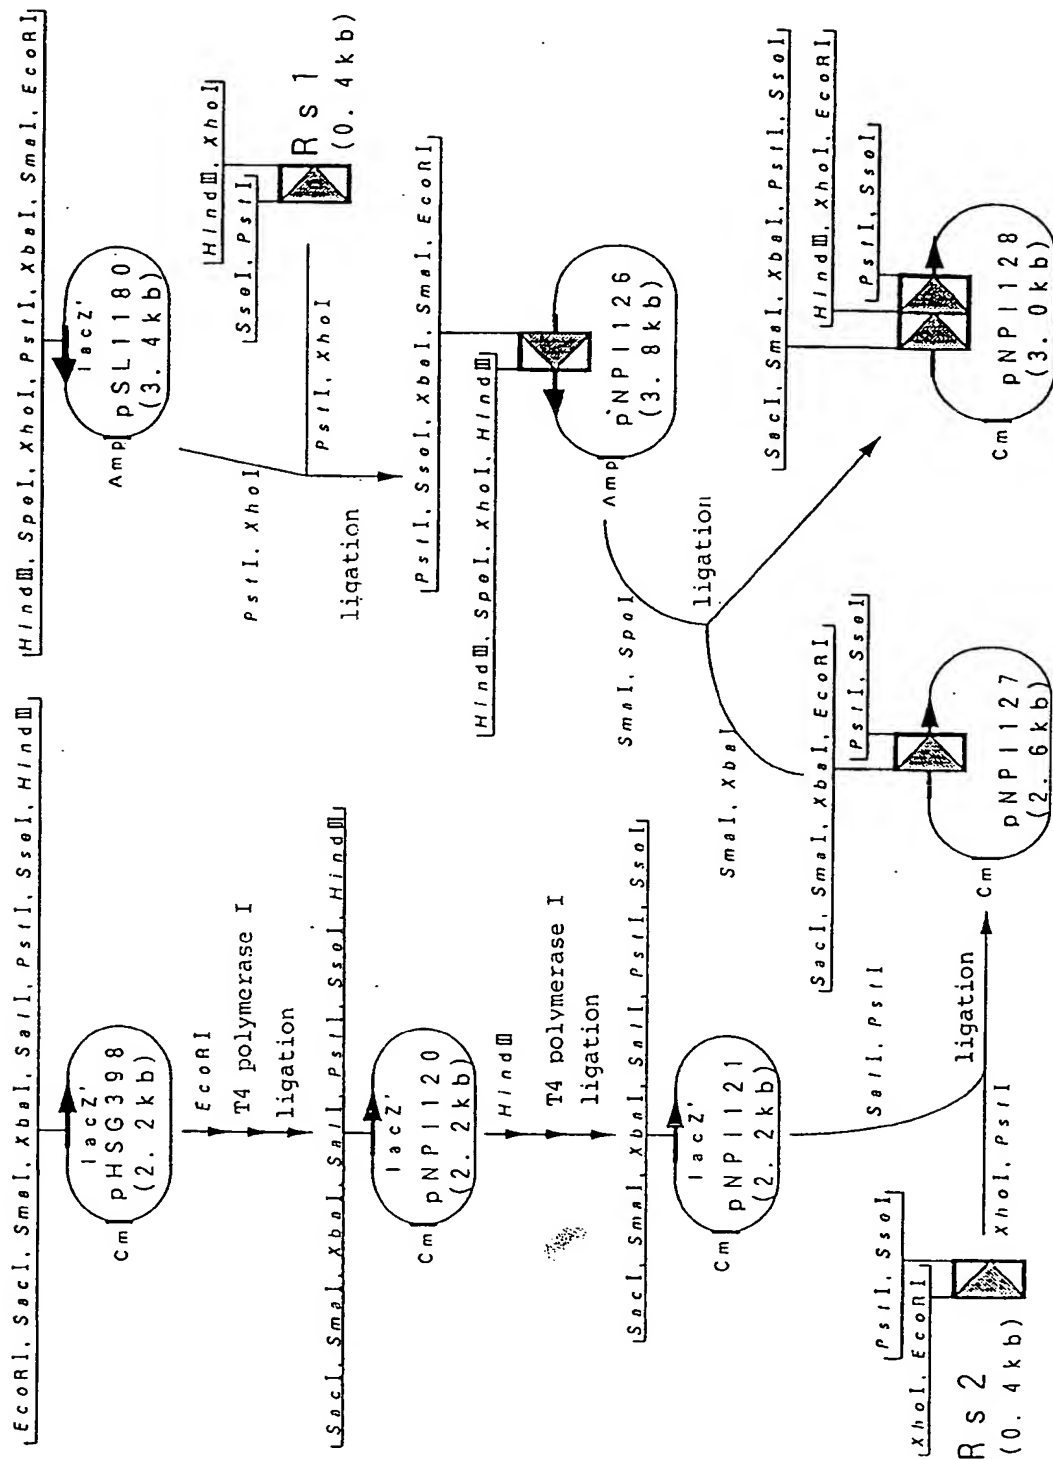 EcoRI, SacI, SmaI, XbaI, SalI, PstI, SseI, HindⅢ
lacZ'
pHSG398
(2. 2kb)
Cm
EcoRI
T4 polymerase I
ligation
SacI, SmaI, XbaI, SalI, PstI, SseI, HindⅢ
lacZ'
pNPI120
(2. 2kb)
Cm
HindⅢ
T4 polymerase I
ligation
SacI, SmaI, XbaI, SalI, PstI, SseI
lacZ'
pNPI121
(2. 2kb)
Cm
SalI, PstI
PstI, SseI
XhoI, EcoRI
Rs2
(0. 4kb)
XhoI, PstI
ligation
HindⅢ, SpeI, XhoI, PstI, XbaI, SmaI, EcoRI
lacZ'
pSL1180
(3. 4kb)
Amp
HindⅢ, XhoI
SseI, PstI
Rs1
(0. 4kb)
PstI, XhoI
PstI, XhoI
ligation
PstI, SseI, XbaI, SmaI, EcoRI
HindⅢ, SpeI, XhoI, HindⅢ
pNPI126
(3. 8kb)
Amp
SmaI, SpeI
ligation
SmaI, XbaI
SacI, SmaI, XbaI, EcoRI
PstI, SseI
pNPI127
(2. 6kb)
Cm
SacI, SmaI, XbaI, PstI, SseI
HindⅢ, XhoI, EcoRI
PstI, SseI
pNPI128
(3. 0kb)
Cm